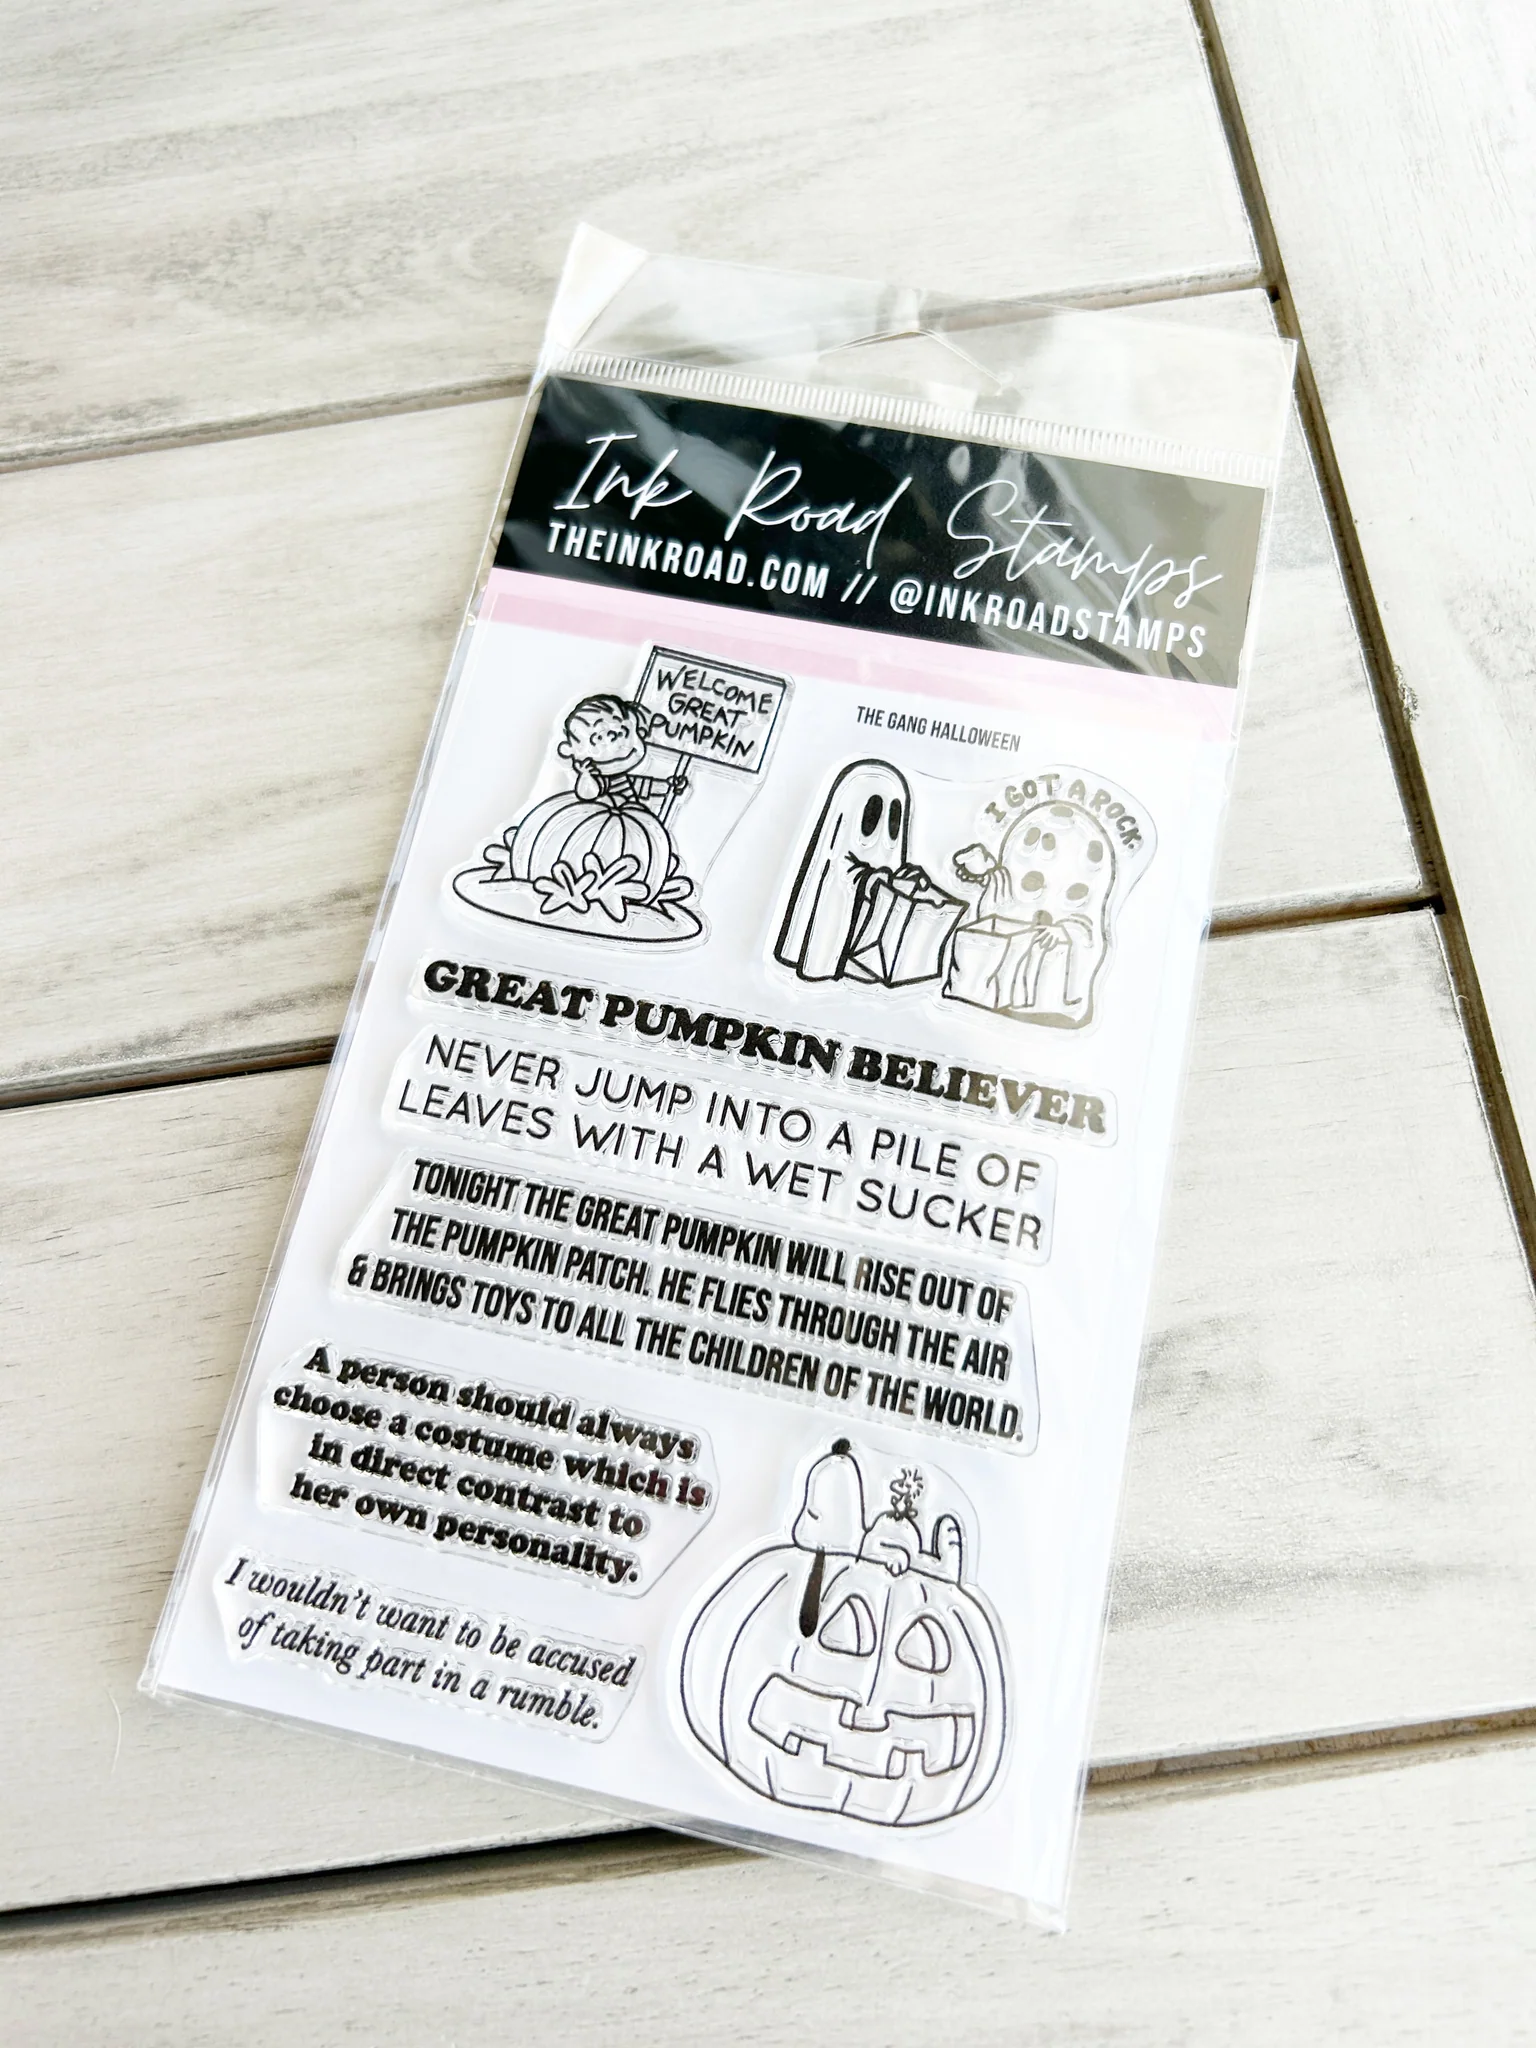 Ink Road Stamps
THEINKROAD.COM // @INKROADSTAMPS
THE GANG HALLOWEEN
WELCOME
GREAT
PUMPKIN
I GOT A ROCK.
GREAT PUMPKIN BELIEVER
NEVER JUMP INTO A PILE OF
LEAVES WITH A WET SUCKER
TONIGHT THE GREAT PUMPKIN WILL RISE OUT OF
THE PUMPKIN PATCH. HE FLIES THROUGH THE AIR
& BRINGS TOYS TO ALL THE CHILDREN OF THE WORLD.
A person should always
choose a costume which is
in direct contrast to
her own personality.
I wouldn't want to be accused
of taking part in a rumble.